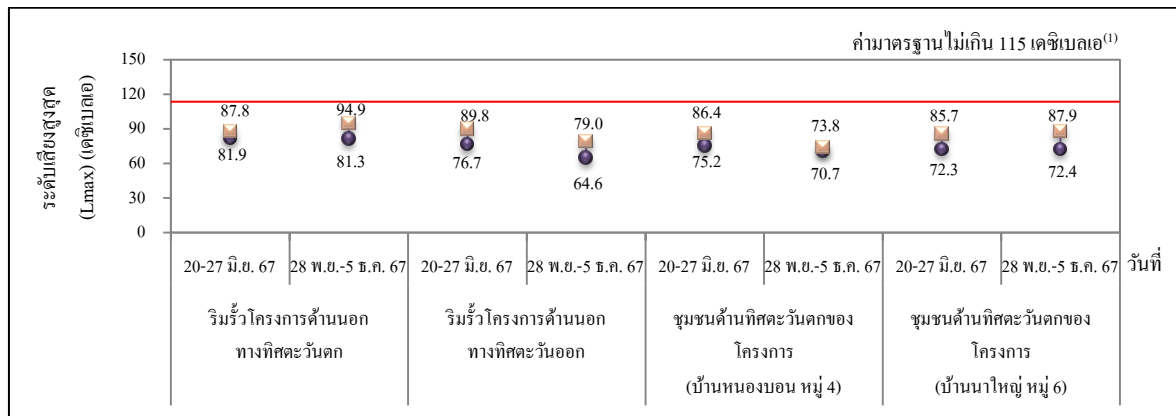 ค่ามาตรฐานไม่เกิน 115 เดซิเบลเอ(1)
ระดับเสียงสูงสุด
(Lmax) (เดซิเบลเอ)
150
120
90
60
30
0
87.8 94.9 89.8 79.0 86.4 73.8 85.7 87.9
81.9 81.3 76.7 64.6 75.2 70.7 72.3 72.4
20-27 มิ.ย. 67 28 พ.ย.-5 ธ.ค. 67 20-27 มิ.ย. 67 28 พ.ย.-5 ธ.ค. 67 20-27 มิ.ย. 67 28 พ.ย.-5 ธ.ค. 67 20-27 มิ.ย. 67 28 พ.ย.-5 ธ.ค. 67 วันที่
ริมรั้วโครงการด้านนอก
ทางทิศตะวันตก
ริมรั้วโครงการด้านนอก
ทางทิศตะวันออก
ชุมชนด้านทิศตะวันตกของ
โครงการ
(บ้านหนองบอน หมู่ 4)
ชุมชนด้านทิศตะวันตกของ
โครงการ
(บ้านนาใหญ่ หมู่ 6)